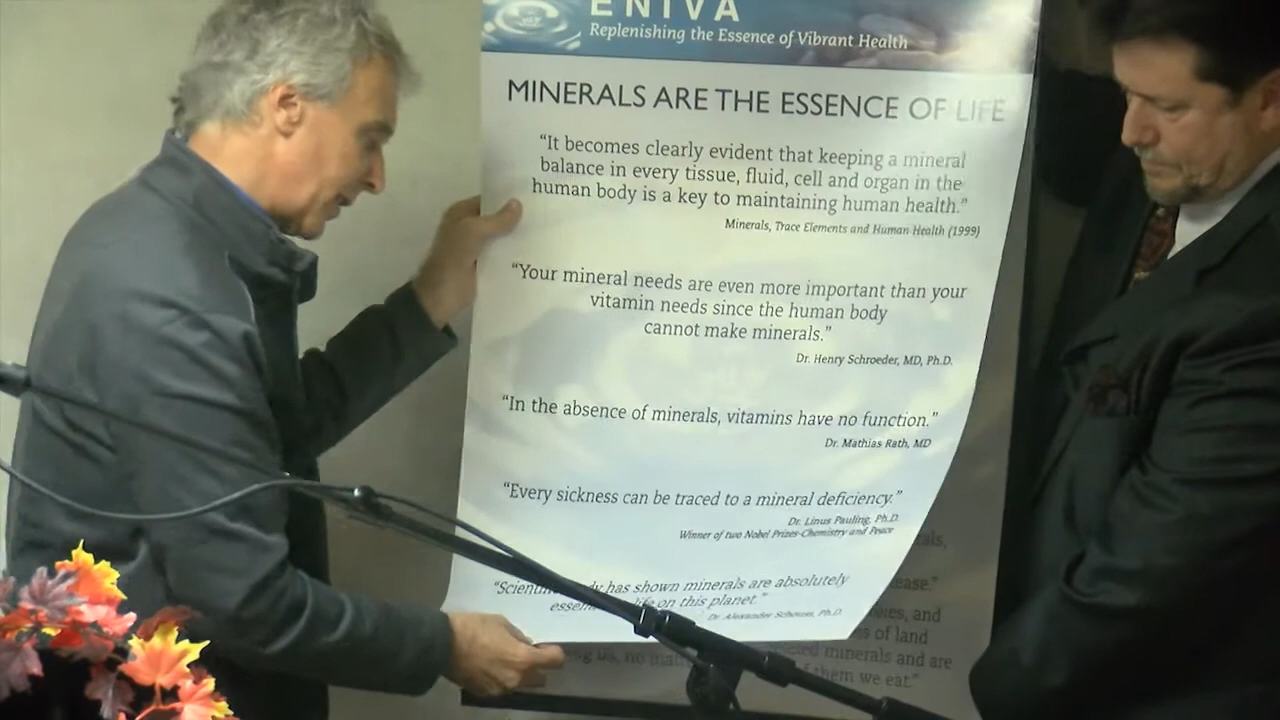 ENIVA
Replenishing the Essence of Vibrant Health
MINERALS ARE THE ESSENCE OF LIFE
“It becomes clearly evident that keeping a mineral
balance in every tissue, fluid, cell and organ in the
human body is a key to maintaining human health.”
Minerals, Trace Elements and Human Health (1999)
“Your mineral needs are even more important than your
vitamin needs since the human body
cannot make minerals.”
Dr. Henry Schroeder, MD, Ph.D.
“In the absence of minerals, vitamins have no function.”
Dr. Mathias Rath, MD
“Every sickness can be traced to a mineral deficiency.”
Dr. Linus Pauling, Ph.D.
Winner of two Nobel Prizes-Chemistry and Peace
has shown minerals are absolutely
life on this planet.”
Dr. Alexander Schauss, Ph.D.
and
of land
us, no minerals and are
of them we eat.”